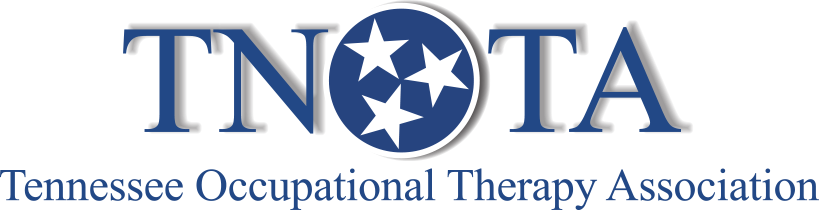 TNOTA
Tennessee Occupational Therapy Association